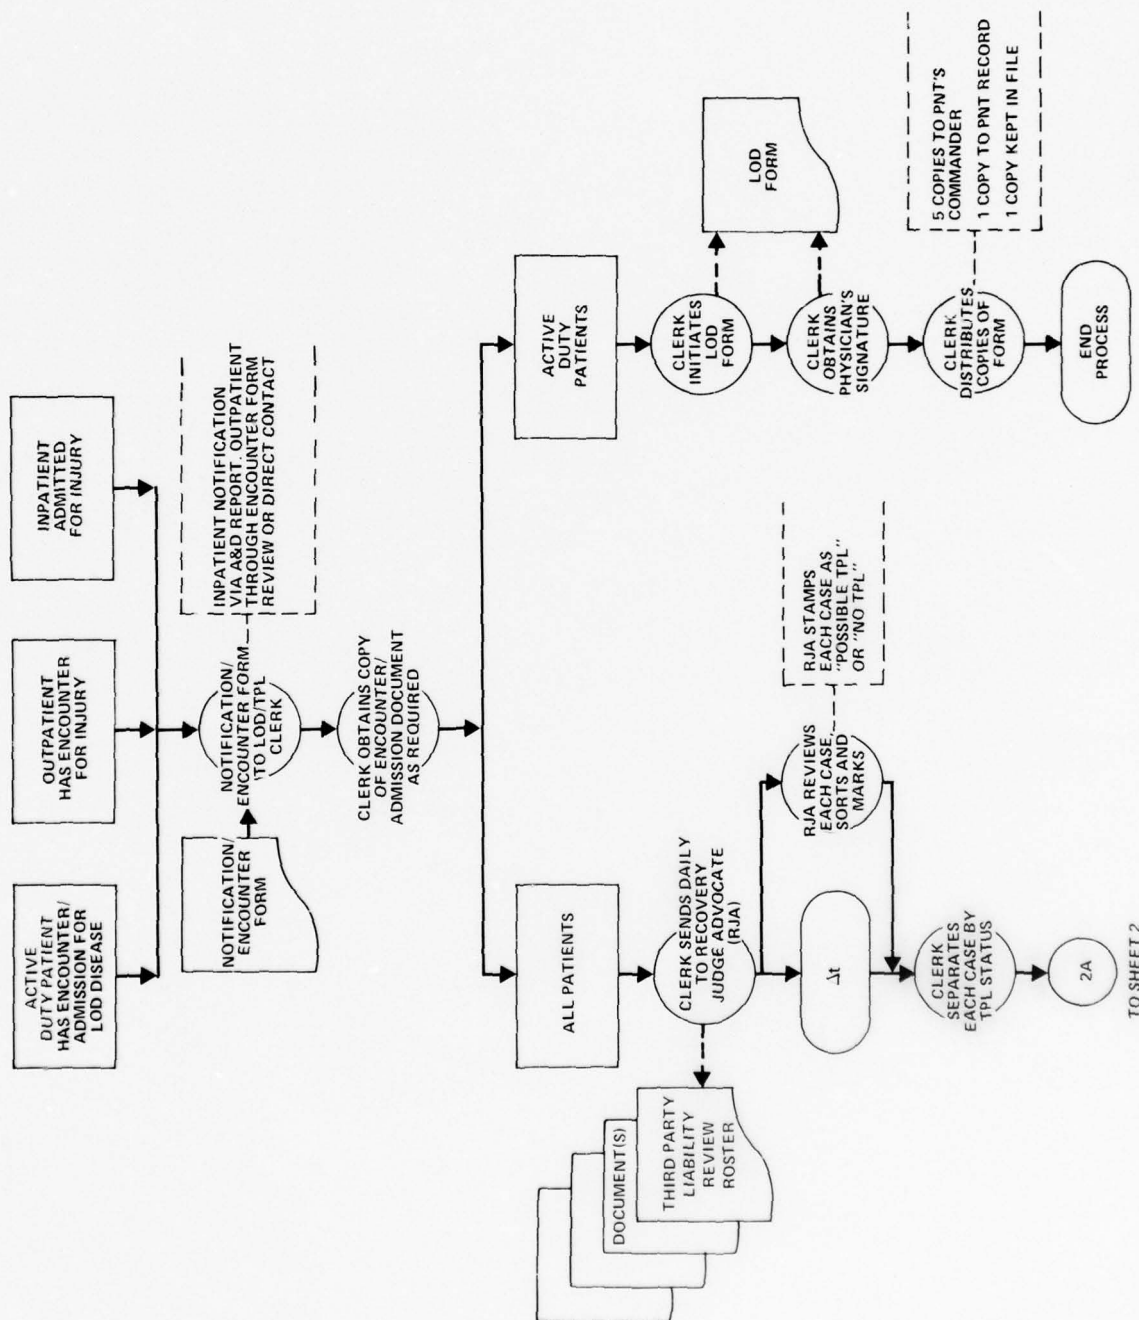 ACTIVE
DUTY PATIENT
HAS ENCOUNTER/
ADMISSION FOR
LOD DISEASE
OUTPATIENT
HAS ENCOUNTER
FOR INJURY
INPATIENT
ADMITTED
FOR INJURY
NOTIFICATION/
ENCOUNTER
FORM
NOTIFICATION/
ENCOUNTER FORM
TO LOD/TPL
CLERK
INPATIENT NOTIFICATION
VIA A&D REPORT. OUTPATIENT
THROUGH ENCOUNTER FORM
REVIEW OR DIRECT CONTACT
CLERK OBTAINS COPY
OF ENCOUNTER/
ADMISSION DOCUMENT
AS REQUIRED
ALL PATIENTS
CLERK SENDS DAILY
TO RECOVERY
JUDGE ADVOCATE
(RJA)
DOCUMENT(S)
THIRD PARTY
LIABILITY
REVIEW
ROSTER
Δt
RJA REVIEWS
EACH CASE.
SORTS AND
MARKS
RJA STAMPS
EACH CASE AS
"POSSIBLE TPL"
OR "NO TPL"
CLERK
SEPARATES
EACH CASE BY
TPL STATUS
2A
TO SHEET 2
ACTIVE
DUTY
PATIENTS
CLERK
INITIATES
LOD
FORM
LOD
FORM
CLERK
OBTAINS
PHYSICIAN'S
SIGNATURE
CLERK
DISTRIBUTES
COPIES OF
FORM
5 COPIES TO PNT'S
COMMANDER
1 COPY TO PNT RECORD
1 COPY KEPT IN FILE
END
PROCESS